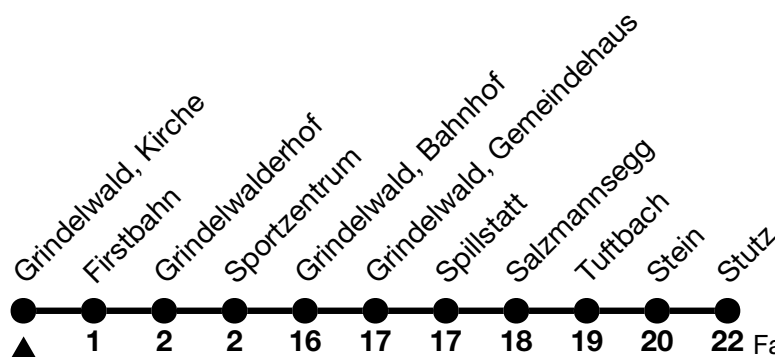 Grindelwald, Kirche
Firstbahn
Grindelwalderhof
Sportzentrum
Grindelwald, Bahnhof
Grindelwald, Gemeindehaus
Spillstatt
Salzmannsegg
Tuftbach
Stein
Stutz
1 2 2 16 17 17 18 19 20 22